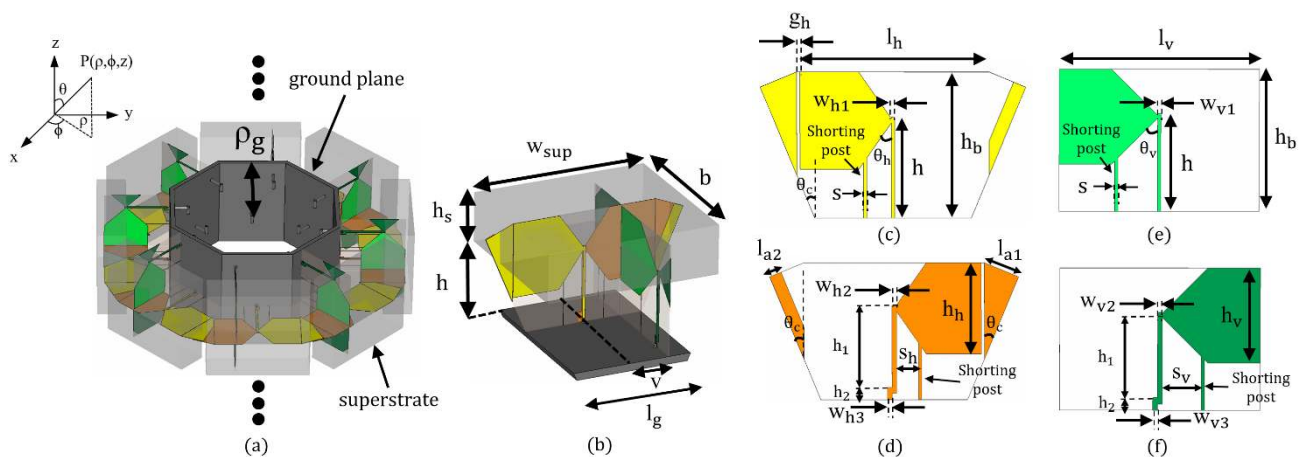 z
P(ρ,ϕ,z)
θ
ρ
ϕ
y
x
ground plane
ρg
superstrate
(a)
wsup
b
hs
h
v
lg
(b)
gh
lh
wh1
Shorting
post
θh
s
h
hb
θc
(c)
la2
la1
wh2
θc
hh
θc
h1
sh
h2
Shorting
post
wh3
(d)
lv
wv1
Shorting
post
θv
s
h
hb
(e)
wv2
hv
h1
sv
Shorting
post
h2
wv3
(f)